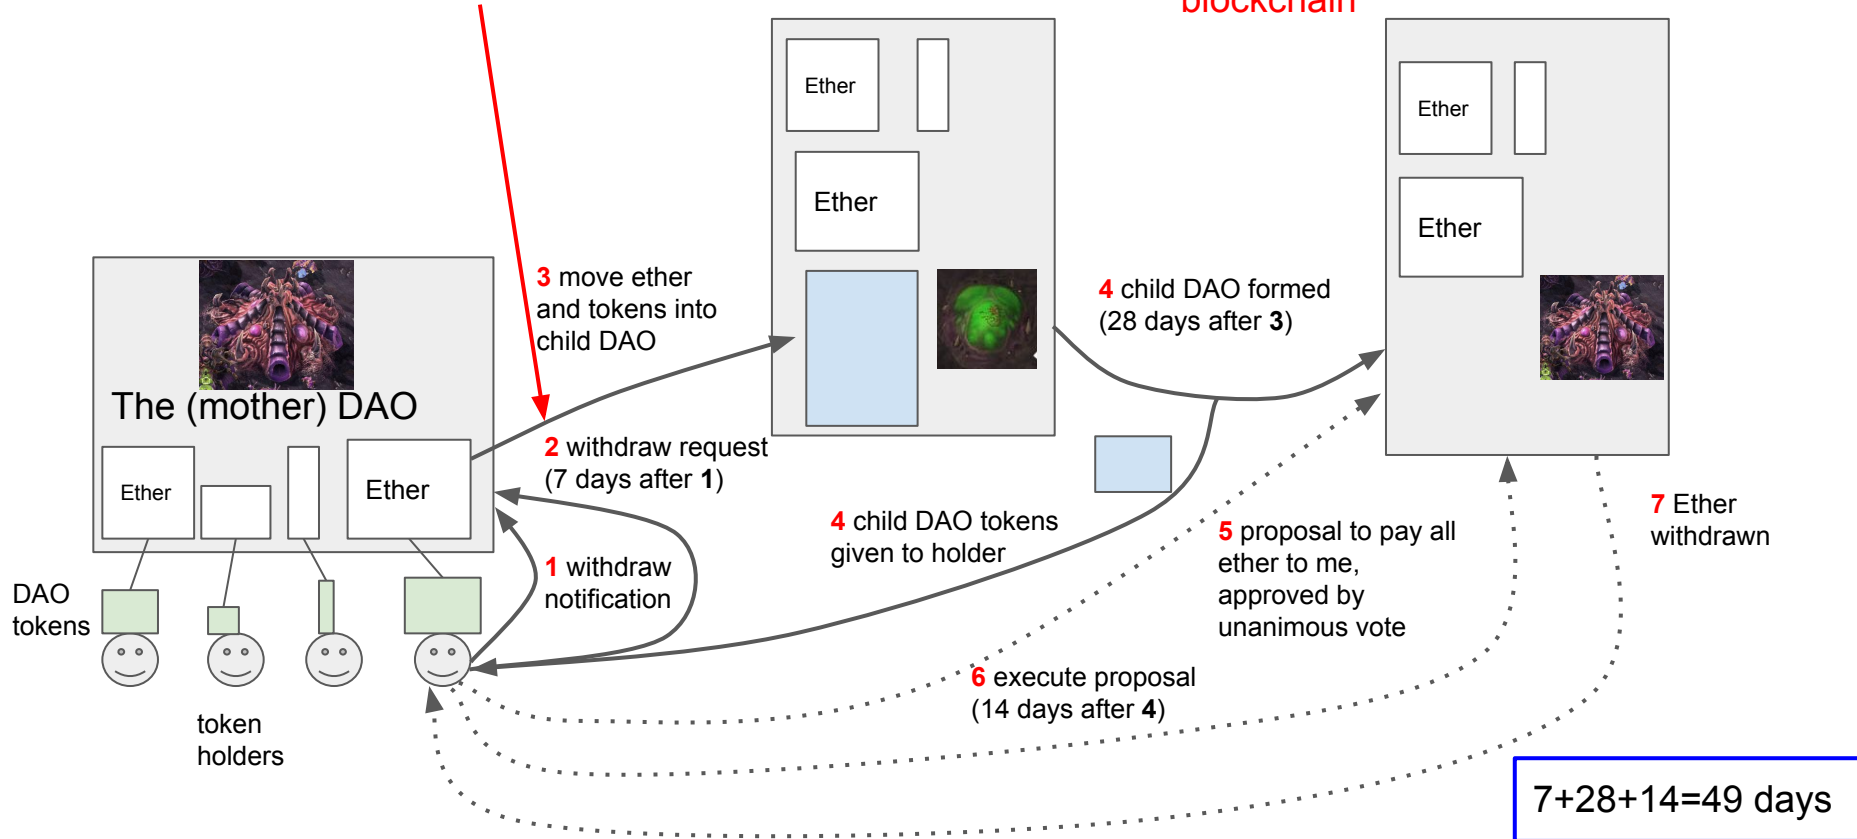 blockchain
Ether
Ether
Ether
Ether
3 move ether
and tokens into
child DAO
4 child DAO formed
(28 days after 3)
The (mother) DAO
2 withdraw request
(7 days after 1)
Ether
Ether
4 child DAO tokens
given to holder
5 proposal to pay all
ether to me,
approved by
unanimous vote
7 Ether
withdrawn
1 withdraw
notification
DAO
tokens
6 execute proposal
(14 days after 4)
token
holders
7+28+14=49 days